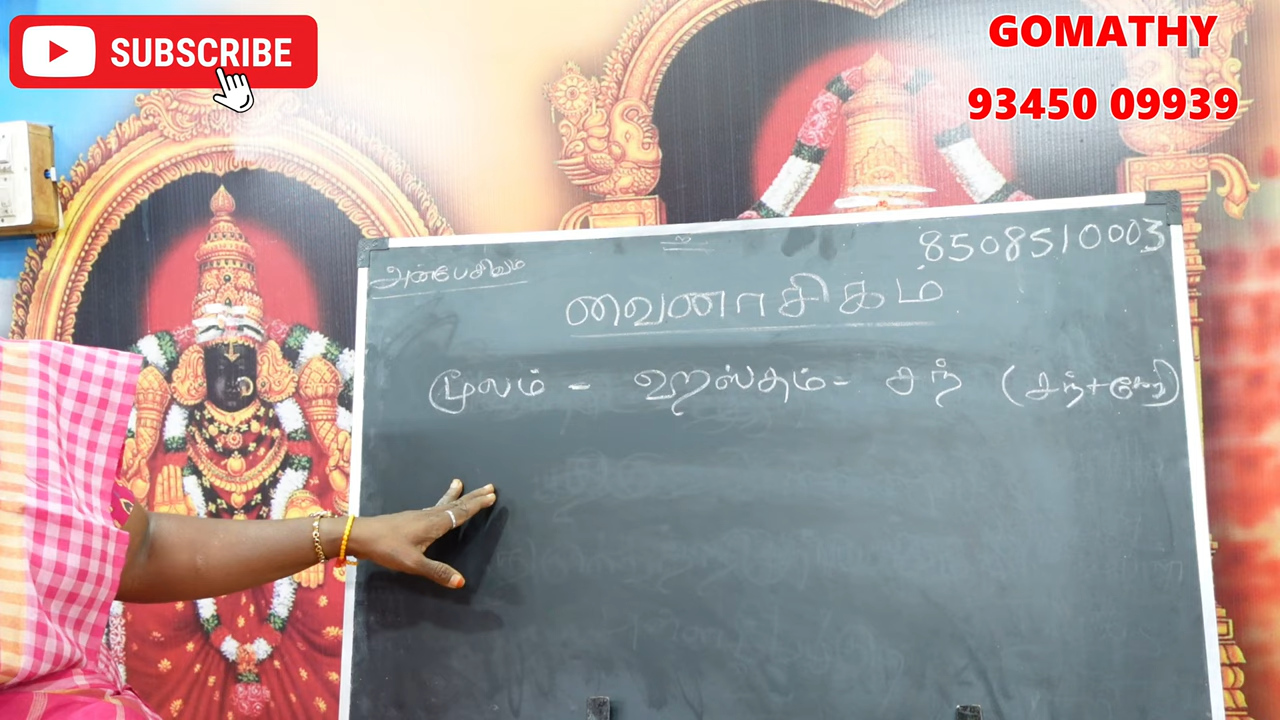 SUBSCRIBE
GOMATHY
93450 09939
உ
8508510003
அன்பேசிவம்
வைணாசிகம்
மூலம் - ஹஸ்தம் - சந் (சந்+கேது)